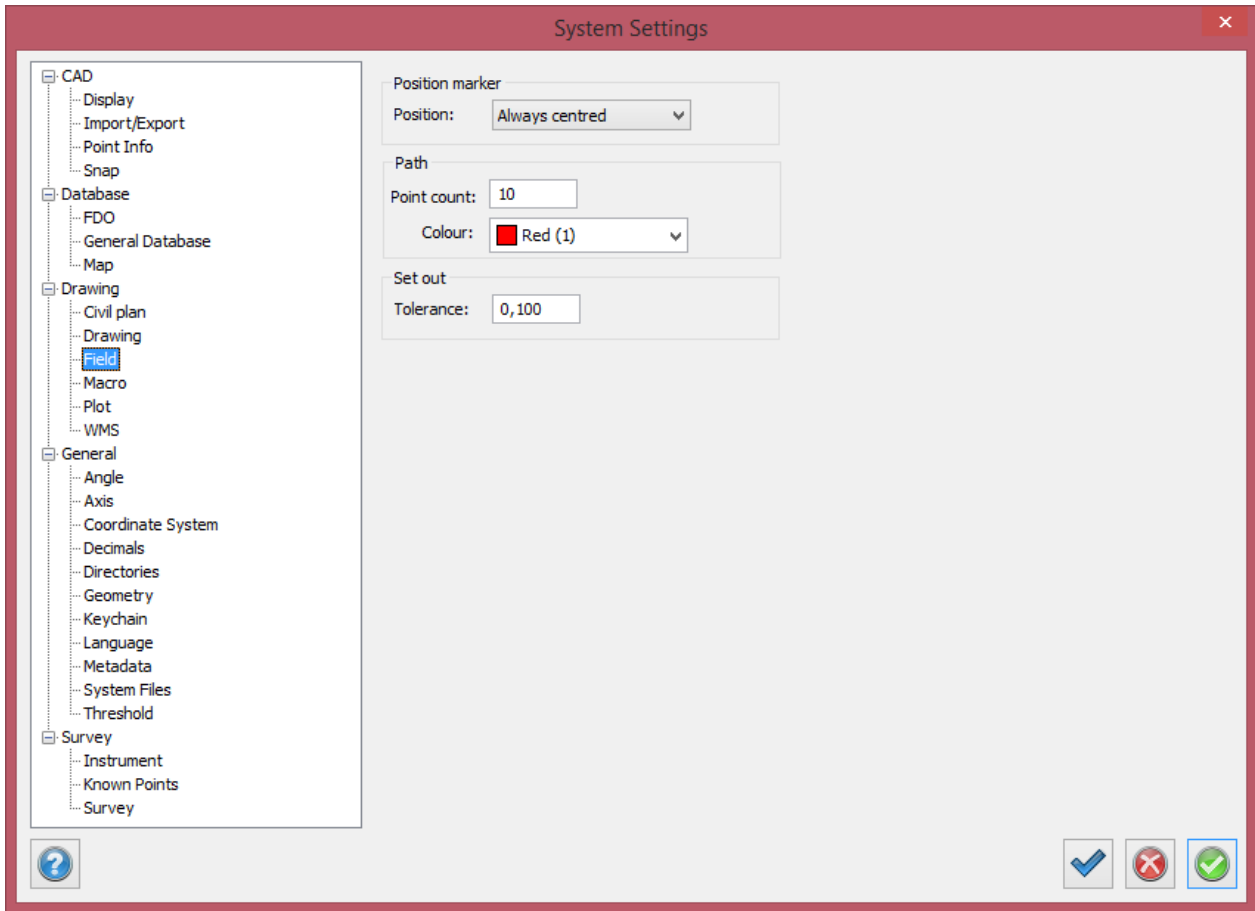 System Settings
CAD
Display
Import/Export
Point Info
Snap
Database
FDO
General Database
Map
Drawing
Civil plan
Drawing
Field
Macro
Plot
WMS
General
Angle
Axis
Coordinate System
Decimals
Directories
Geometry
Keychain
Language
Metadata
System Files
Threshold
Survey
Instrument
Known Points
Survey
Position marker
Position: Always centred
Path
Point count: 10
Colour: Red (1)
Set out
Tolerance: 0,100